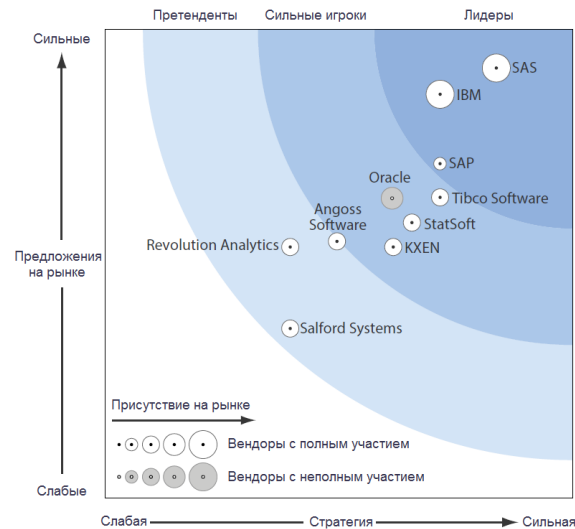 Претенденты
Сильные игроки
Лидеры
Сильные
SAS
IBM
SAP
Oracle
Tibco Software
Angoss
Software
StatSoft
Revolution Analytics
KXEN
Предложения
на рынке
Salford Systems
Присутствие на рынке
Вендоры с полным участием
Вендоры с неполным участием
Слабые
Слабая
Стратегия
Сильная